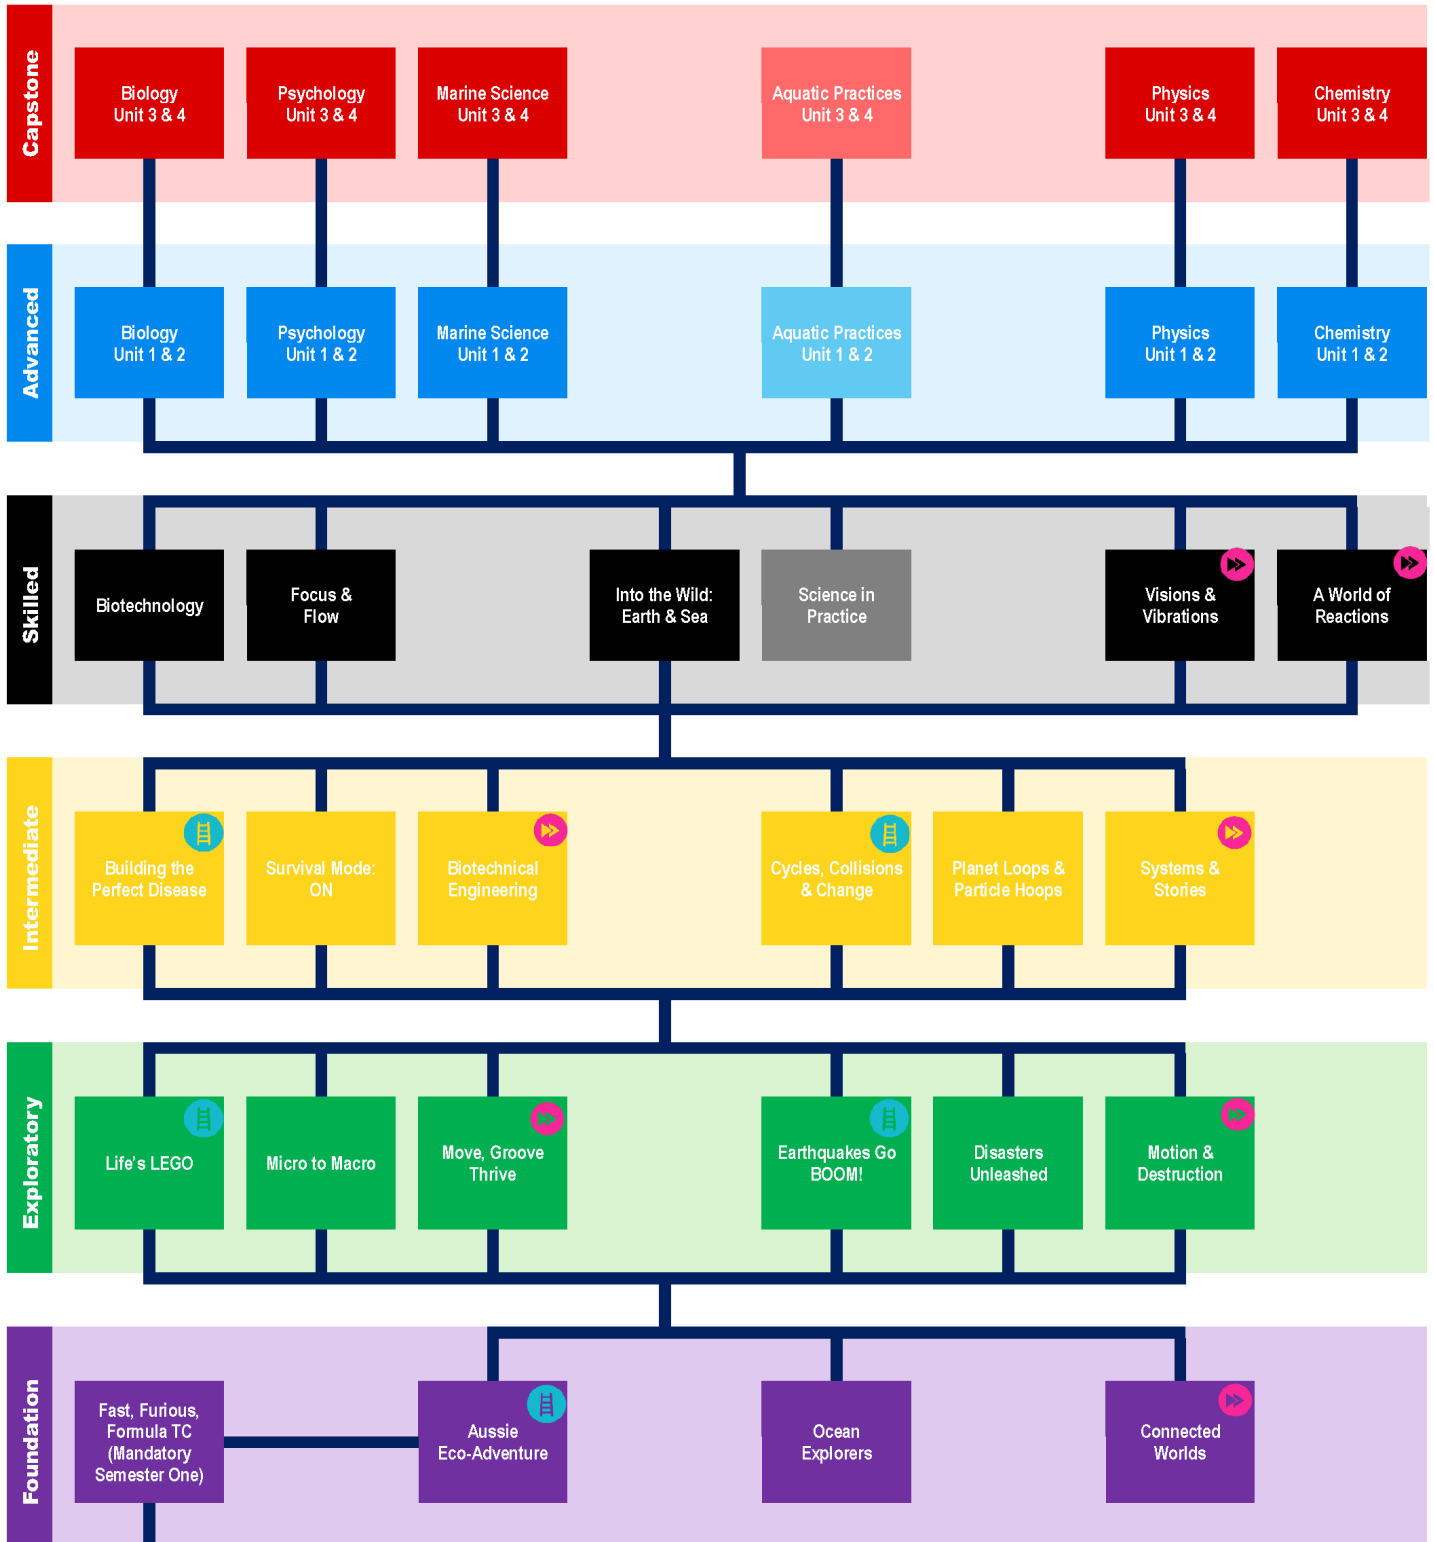 Capstone
Biology
Unit 3 & 4
Psychology
Unit 3 & 4
Marine Science
Unit 3 & 4
Aquatic Practices
Unit 3 & 4
Physics
Unit 3 & 4
Chemistry
Unit 3 & 4
Advanced
Biology
Unit 1 & 2
Psychology
Unit 1 & 2
Marine Science
Unit 1 & 2
Aquatic Practices
Unit 1 & 2
Physics
Unit 1 & 2
Chemistry
Unit 1 & 2
Skilled
Biotechnology
Focus &
Flow
Into the Wild:
Earth & Sea
Science in
Practice
Visions &
Vibrations
A World of
Reactions
Intermediate
Building the
Perfect Disease
Survival Mode:
ON
Biotechnical
Engineering
Cycles, Collisions
& Change
Planet Loops &
Particle Hoops
Systems &
Stories
Exploratory
Life's LEGO
Micro to Macro
Move, Groove
Thrive
Earthquakes Go
BOOM!
Disasters
Unleashed
Motion &
Destruction
Foundation
Fast, Furious,
Formula TC
(Mandatory
Semester One)
Aussie
Eco-Adventure
Ocean
Explorers
Connected
Worlds